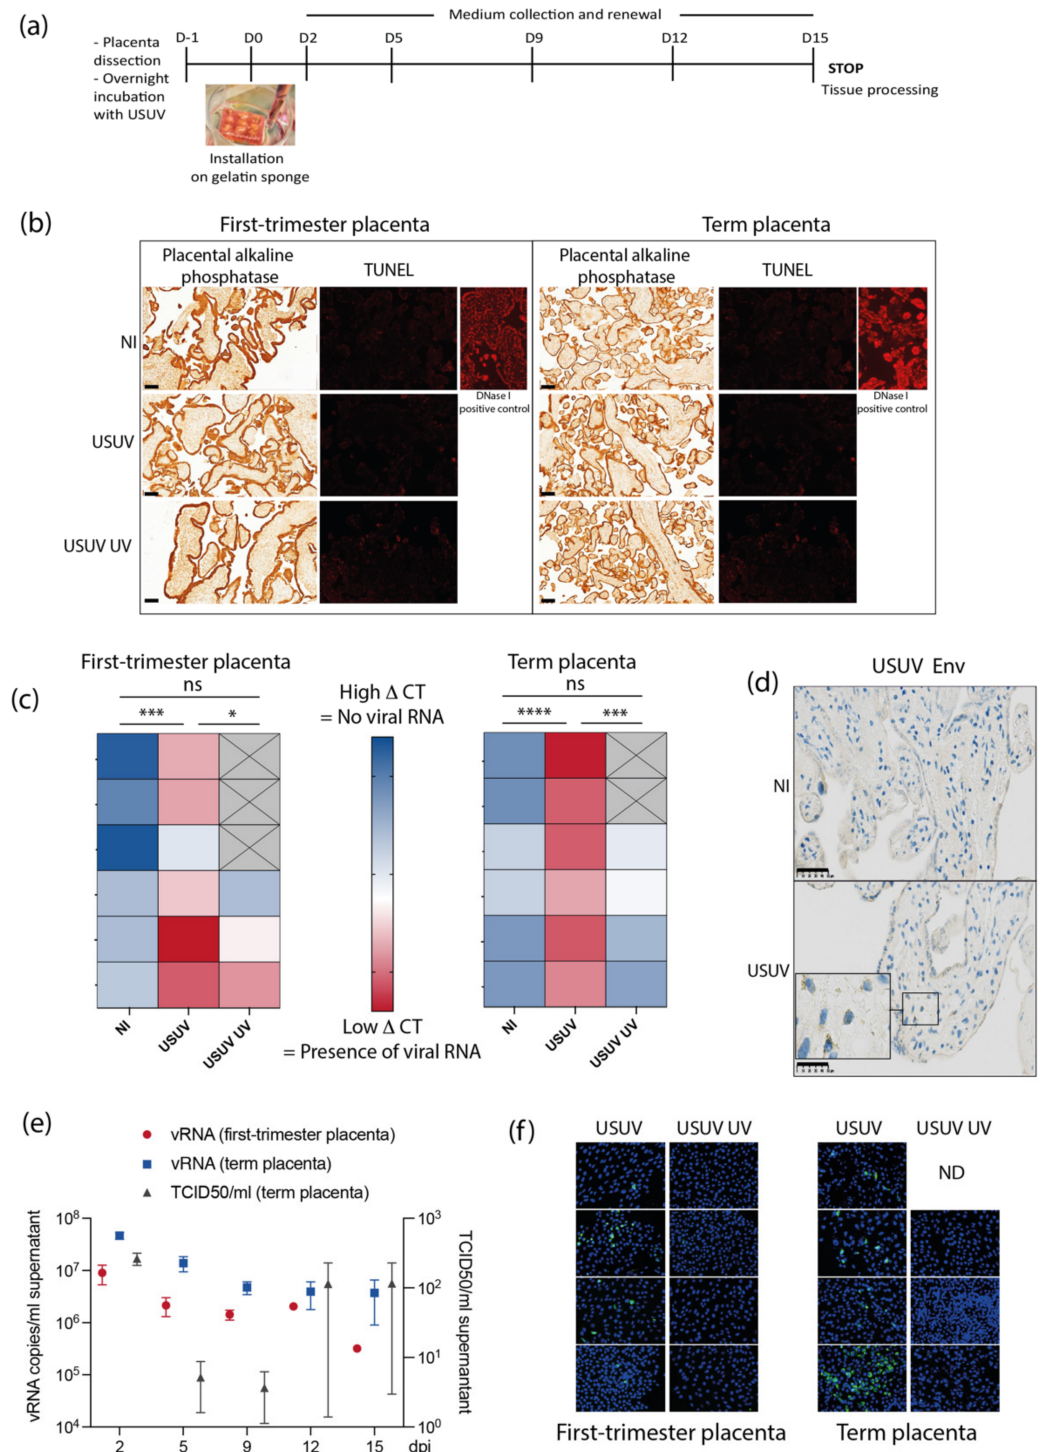 (a)
Medium collection and renewal
D-1
D0
D2
D5
D9
D12
D15
- Placenta
dissection
- Overnight
incubation
with USUV
STOP
Tissue processing
Installation
on gelatin sponge
(b)
First-trimester placenta
Term placenta
Placental alkaline
phosphatase
TUNEL
Placental alkaline
phosphatase
TUNEL
NI
DNase I
positive control
DNase I
positive control
USUV
USUV UV
(c)
First-trimester placenta
ns
***
*
High Δ CT
= No viral RNA
Low Δ CT
= Presence of viral RNA
NI
USUV
USUV UV
Term placenta
ns
****
***
NI
USUV
USUV UV
(d)
USUV Env
NI
USUV
(e)
vRNA (first-trimester placenta)
vRNA (term placenta)
TCID50/ml (term placenta)
vRNA copies/ml supernatant
10⁸
10⁷
10⁶
10⁵
10⁴
10³
10²
10¹
10⁰
TCID50/ml supernantant
2
5
9
12
15
dpi
(f)
USUV
USUV UV
USUV
USUV UV
ND
First-trimester placenta
Term placenta